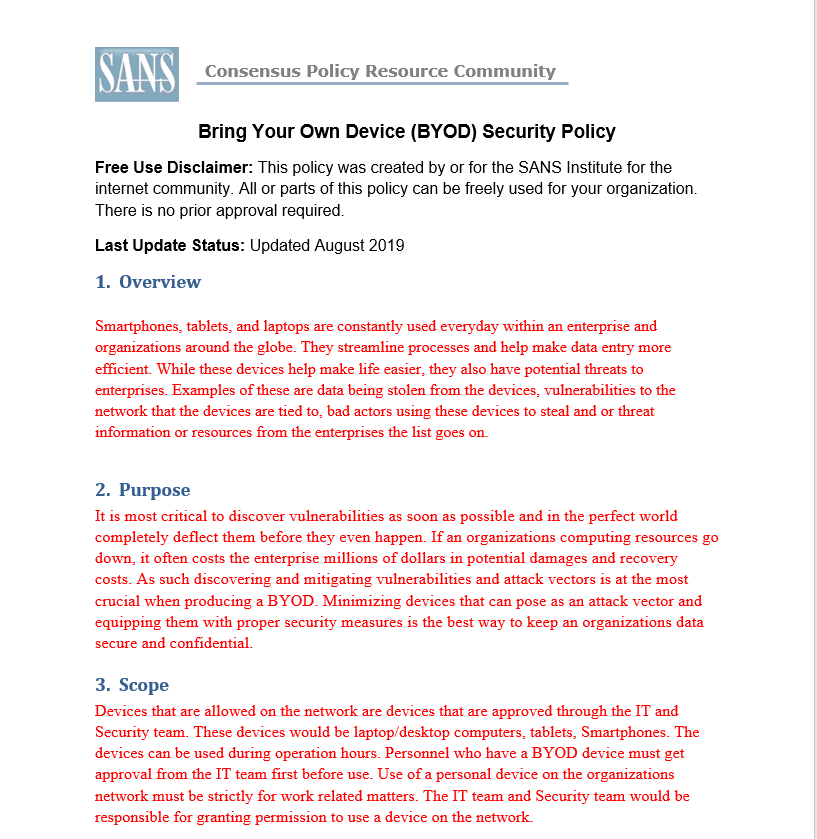 SANS
Consensus Policy Resource Community
Bring Your Own Device (BYOD) Security Policy
Free Use Disclaimer: This policy was created by or for the SANS Institute for the
internet community. All or parts of this policy can be freely used for your organization.
There is no prior approval required.
Last Update Status: Updated August 2019
1. Overview
Smartphones, tablets, and laptops are constantly used everyday within an enterprise and
organizations around the globe. They streamline processes and help make data entry more
efficient. While these devices help make life easier, they also have potential threats to
enterprises. Examples of these are data being stolen from the devices, vulnerabilities to the
network that the devices are tied to, bad actors using these devices to steal and or threat
information or resources from the enterprises the list goes on.
2. Purpose
It is most critical to discover vulnerabilities as soon as possible and in the perfect world
completely deflect them before they even happen. If an organizations computing resources go
down, it often costs the enterprise millions of dollars in potential damages and recovery
costs. As such discovering and mitigating vulnerabilities and attack vectors is at the most
crucial when producing a BYOD. Minimizing devices that can pose as an attack vector and
equipping them with proper security measures is the best way to keep an organizations data
secure and confidential.
3. Scope
Devices that are allowed on the network are devices that are approved through the IT and
Security team. These devices would be laptop/desktop computers, tablets, Smartphones. The
devices can be used during operation hours. Personnel who have a BYOD device must get
approval from the IT team first before use. Use of a personal device on the organizations
network must be strictly for work related matters. The IT team and Security team would be
responsible for granting permission to use a device on the network.